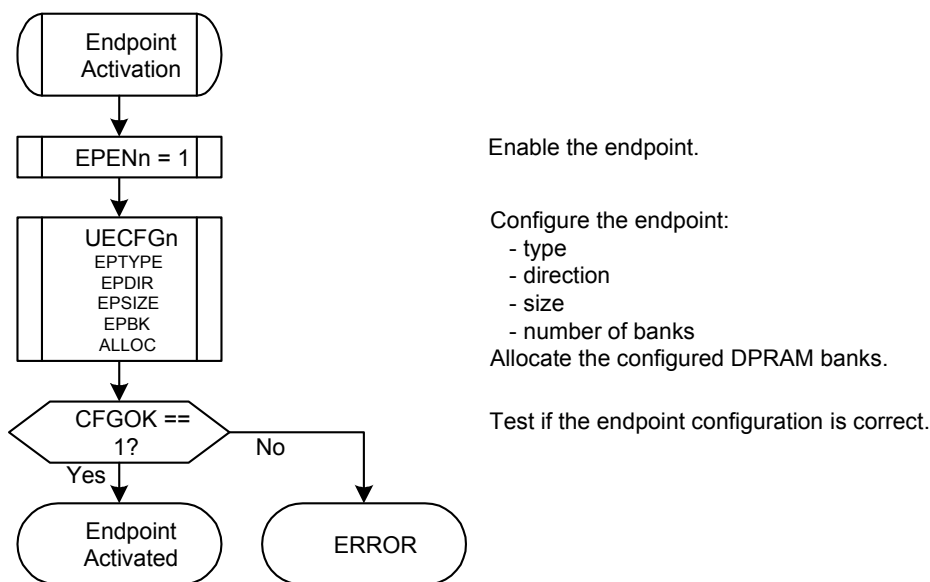 Endpoint
Activation
EPENn = 1
Enable the endpoint.
UECFGn
EPTYPE
EPDIR
EPSIZE
EPBK
ALLOC
Configure the endpoint:
- type
- direction
- size
- number of banks
Allocate the configured DPRAM banks.
CFGOK ==
1?
Test if the endpoint configuration is correct.
No
Yes
Endpoint
Activated
ERROR